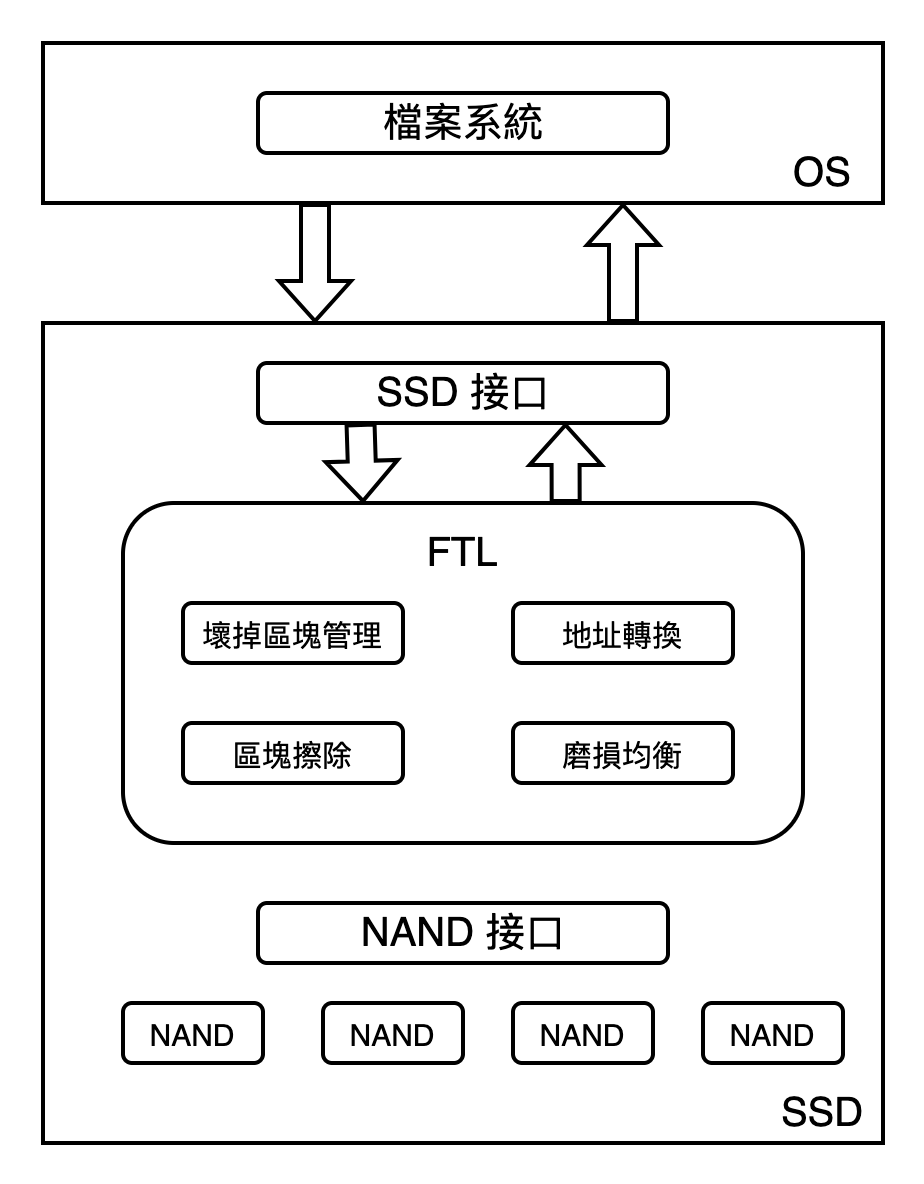 檔案系統
OS
SSD 接口
FTL
壞掉區塊管理
地址轉換
區塊擦除
磨損均衡
NAND 接口
NAND
NAND
NAND
NAND
SSD